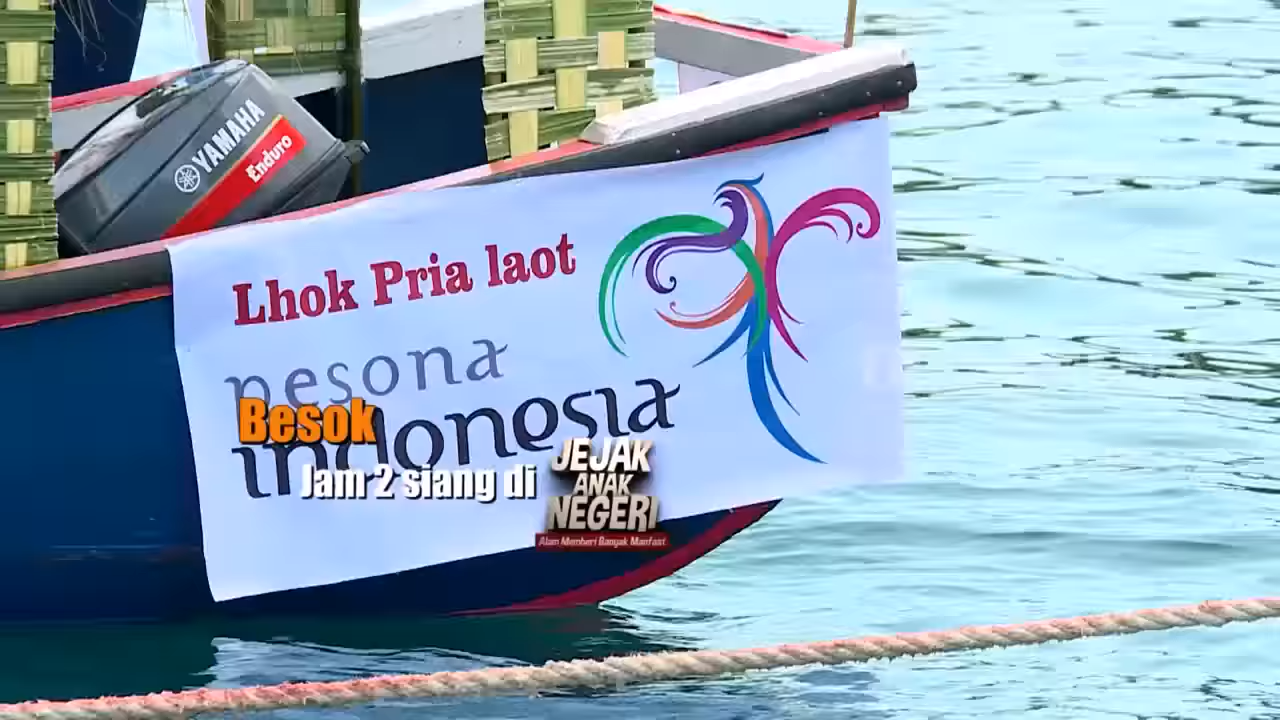 YAMAHA
Enduro
Lhok Pria laot
pesona
indonesia
Besok
Jam 2 siang di
JEJAK
ANAK
NEGERI
Alam Memberi Banyak Manfaat